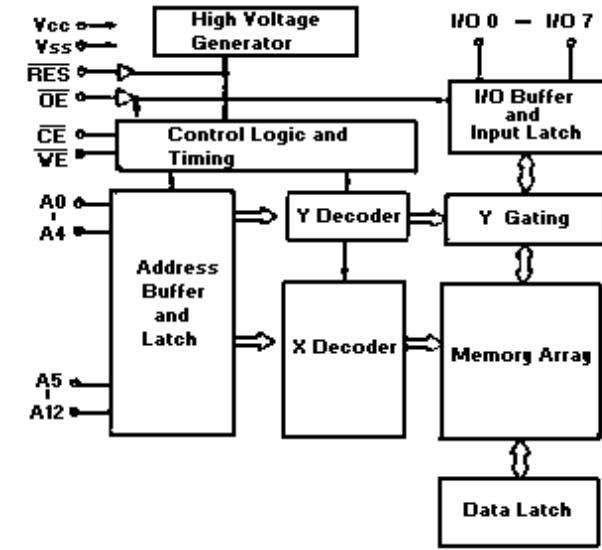 Vcc
Vss
RES
OE
CE
WE
A0
A4
A5
A12
High Voltage
Generator
Control Logic and
Timing
I/O 0 — I/O 7
I/O Buffer
and
Input Latch
Address
Buffer
and
Latch
Y Decoder
Y Gating
X Decoder
Memory Array
Data Latch